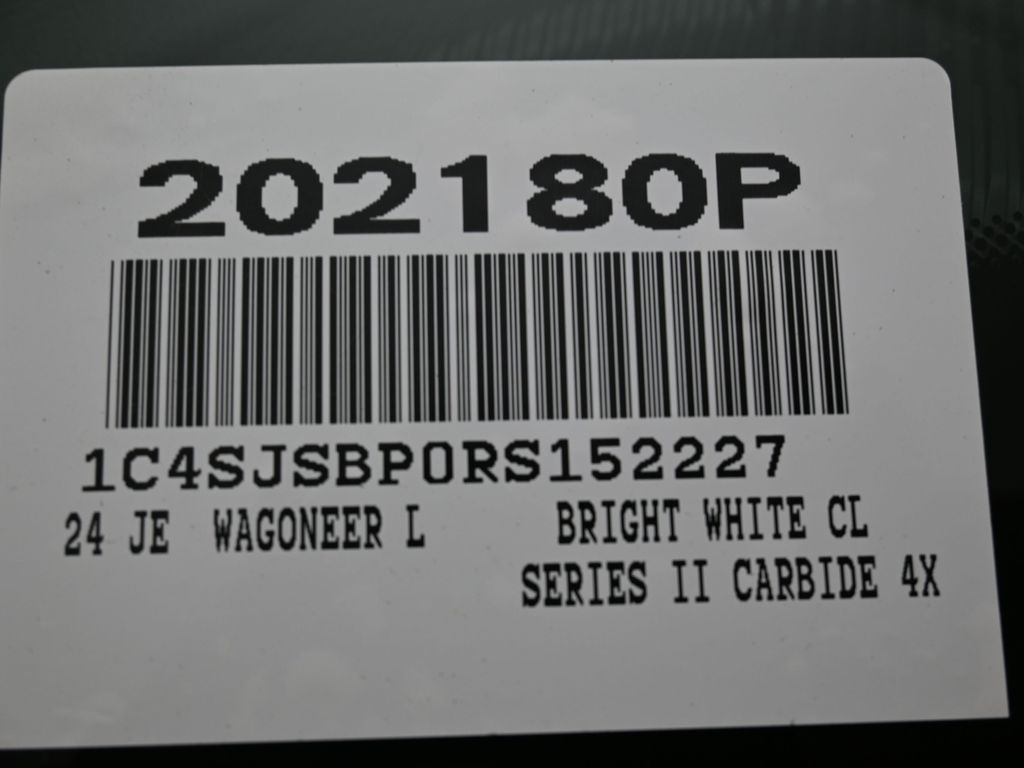 202180P
1C4SJSBP0RS152227
24 JE WAGONEER L BRIGHT WHITE CL
SERIES II CARBIDE 4X